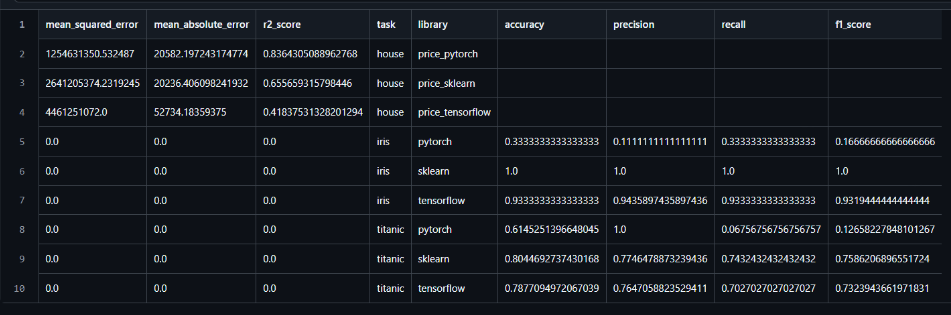 1 mean_squared_error mean_absolute_error r2_score task library accuracy precision recall f1_score
2 1254631350.532487 20582.197243174774 0.8364305088962768 house price_pytorch
3 2641205374.2319245 20236.406098241932 0.655659315798446 house price_sklearn
4 4461251072.0 52734.18359375 0.41837531328201294 house price_tensorflow
5 0.0 0.0 0.0 iris pytorch 0.3333333333333333 0.1111111111111111 0.3333333333333333 0.16666666666666666
6 0.0 0.0 0.0 iris sklearn 1.0 1.0 1.0 1.0
7 0.0 0.0 0.0 iris tensorflow 0.9333333333333333 0.9435897435897436 0.9333333333333333 0.9319444444444444
8 0.0 0.0 0.0 titanic pytorch 0.6145251396648045 1.0 0.06756756756756757 0.12658227848101267
9 0.0 0.0 0.0 titanic sklearn 0.8044692737430168 0.7746478873239436 0.7432432432432432 0.7586206896551724
10 0.0 0.0 0.0 titanic tensorflow 0.7877094972067039 0.7647058823529411 0.7027027027027027 0.7323943661971831